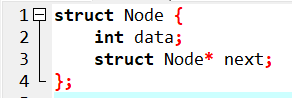 1 struct Node {
2     int data;
3     struct Node* next;
4 };